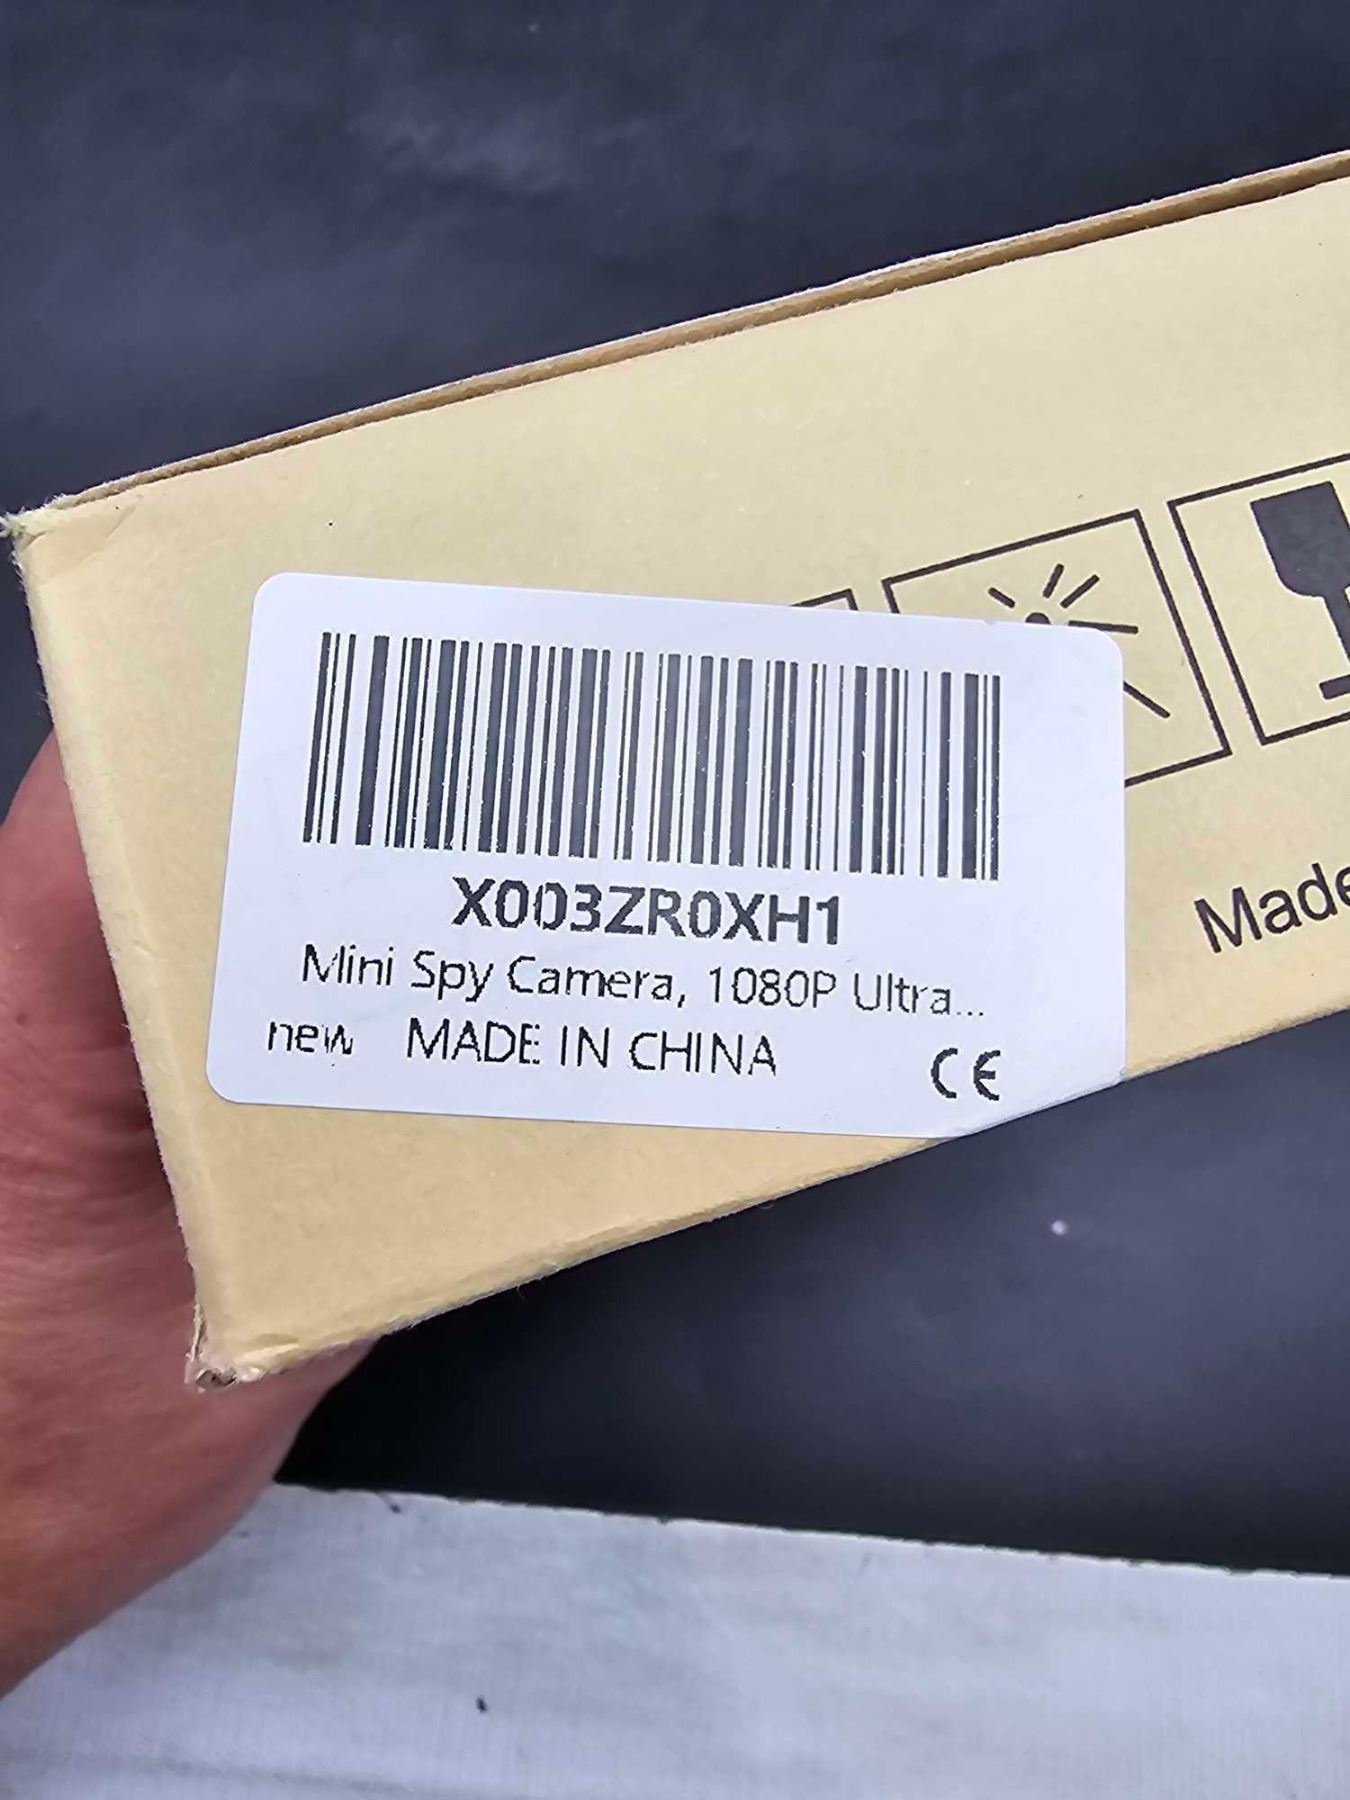 X003ZR0XH1
Mini Spy Camera, 1080P Ultra...
new MADE IN CHINA
CE
Made